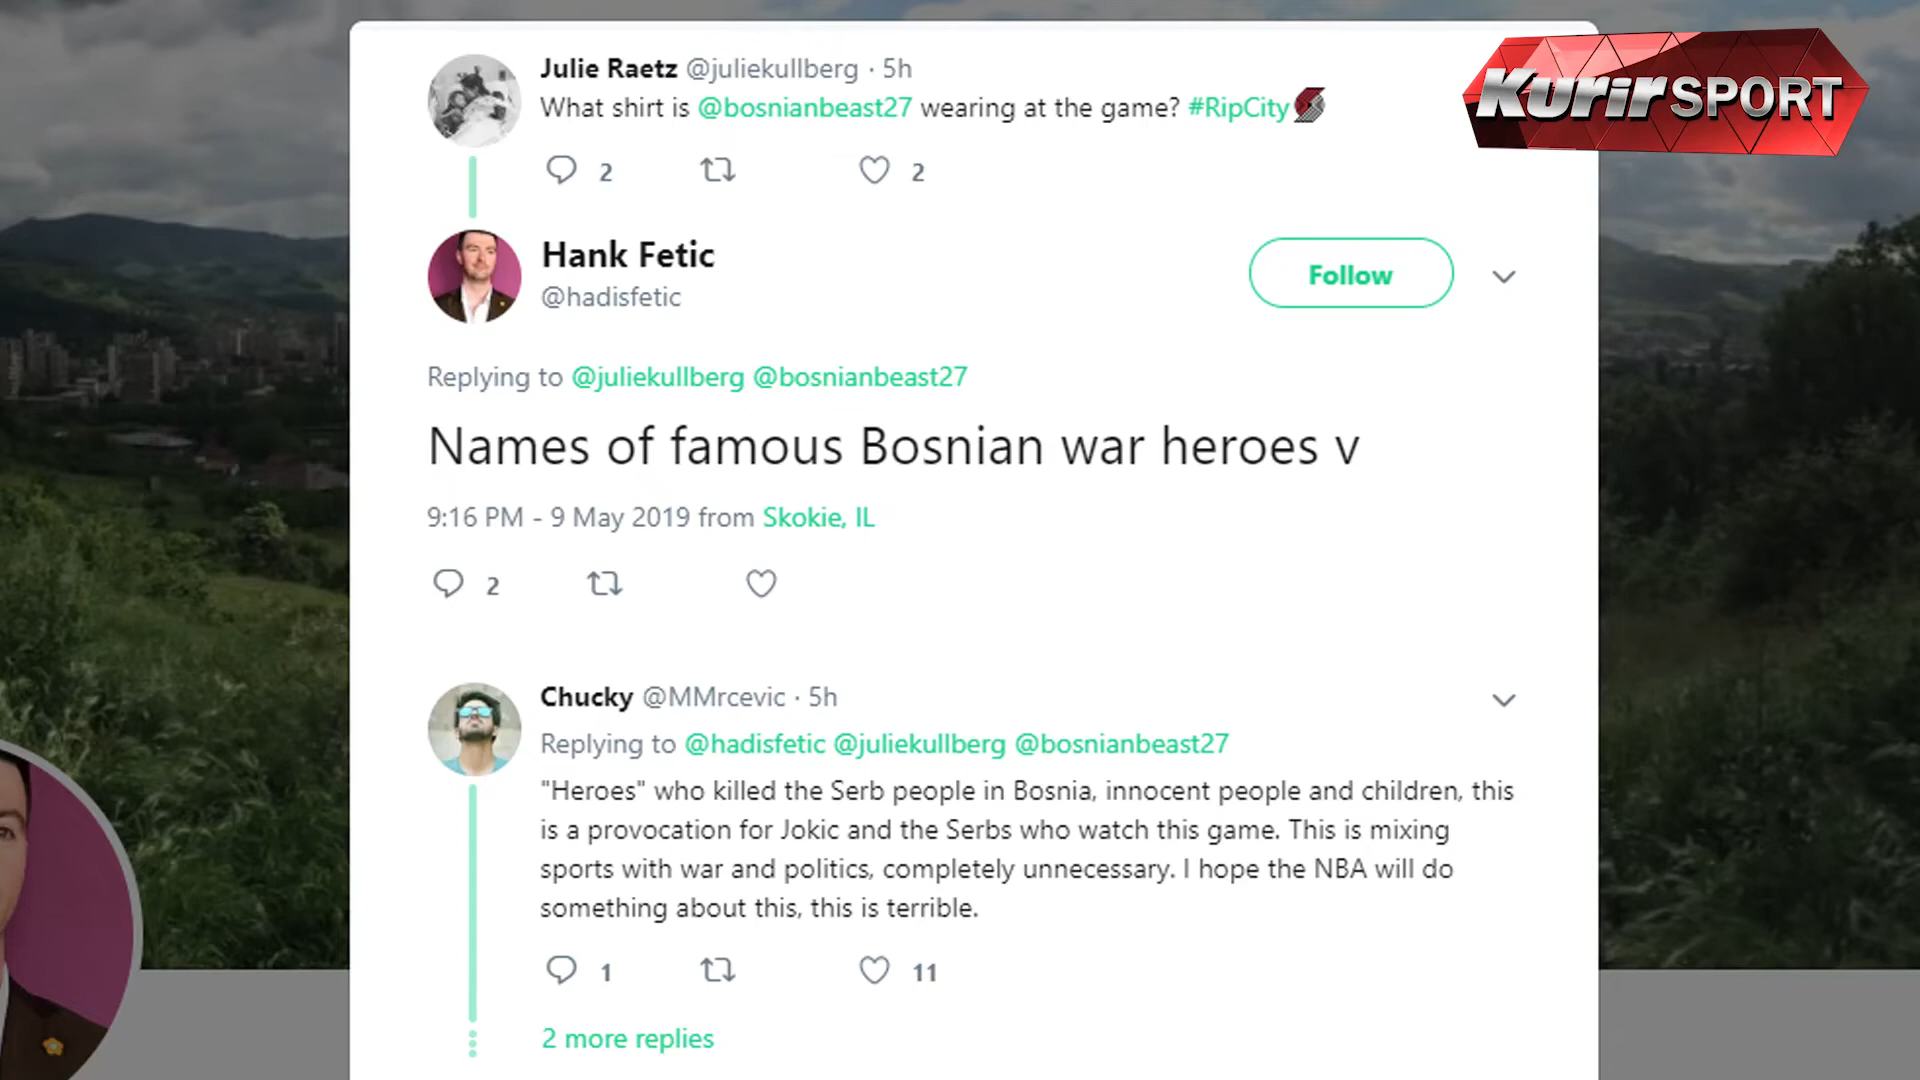 Julie Raetz @juliekullberg · 5h
What shirt is @bosnianbeast27 wearing at the game? #RipCity
2 2
KurirSPORT
Hank Fetic
@hadisfetic
Follow
Replying to @juliekullberg @bosnianbeast27
Names of famous Bosnian war heroes v
9:16 PM - 9 May 2019 from Skokie, IL
2
Chucky @MMrcevic · 5h
Replying to @hadisfetic @juliekullberg @bosnianbeast27
"Heroes" who killed the Serb people in Bosnia, innocent people and children, this
is a provocation for Jokic and the Serbs who watch this game. This is mixing
sports with war and politics, completely unnecessary. I hope the NBA will do
something about this, this is terrible.
1 11
2 more replies